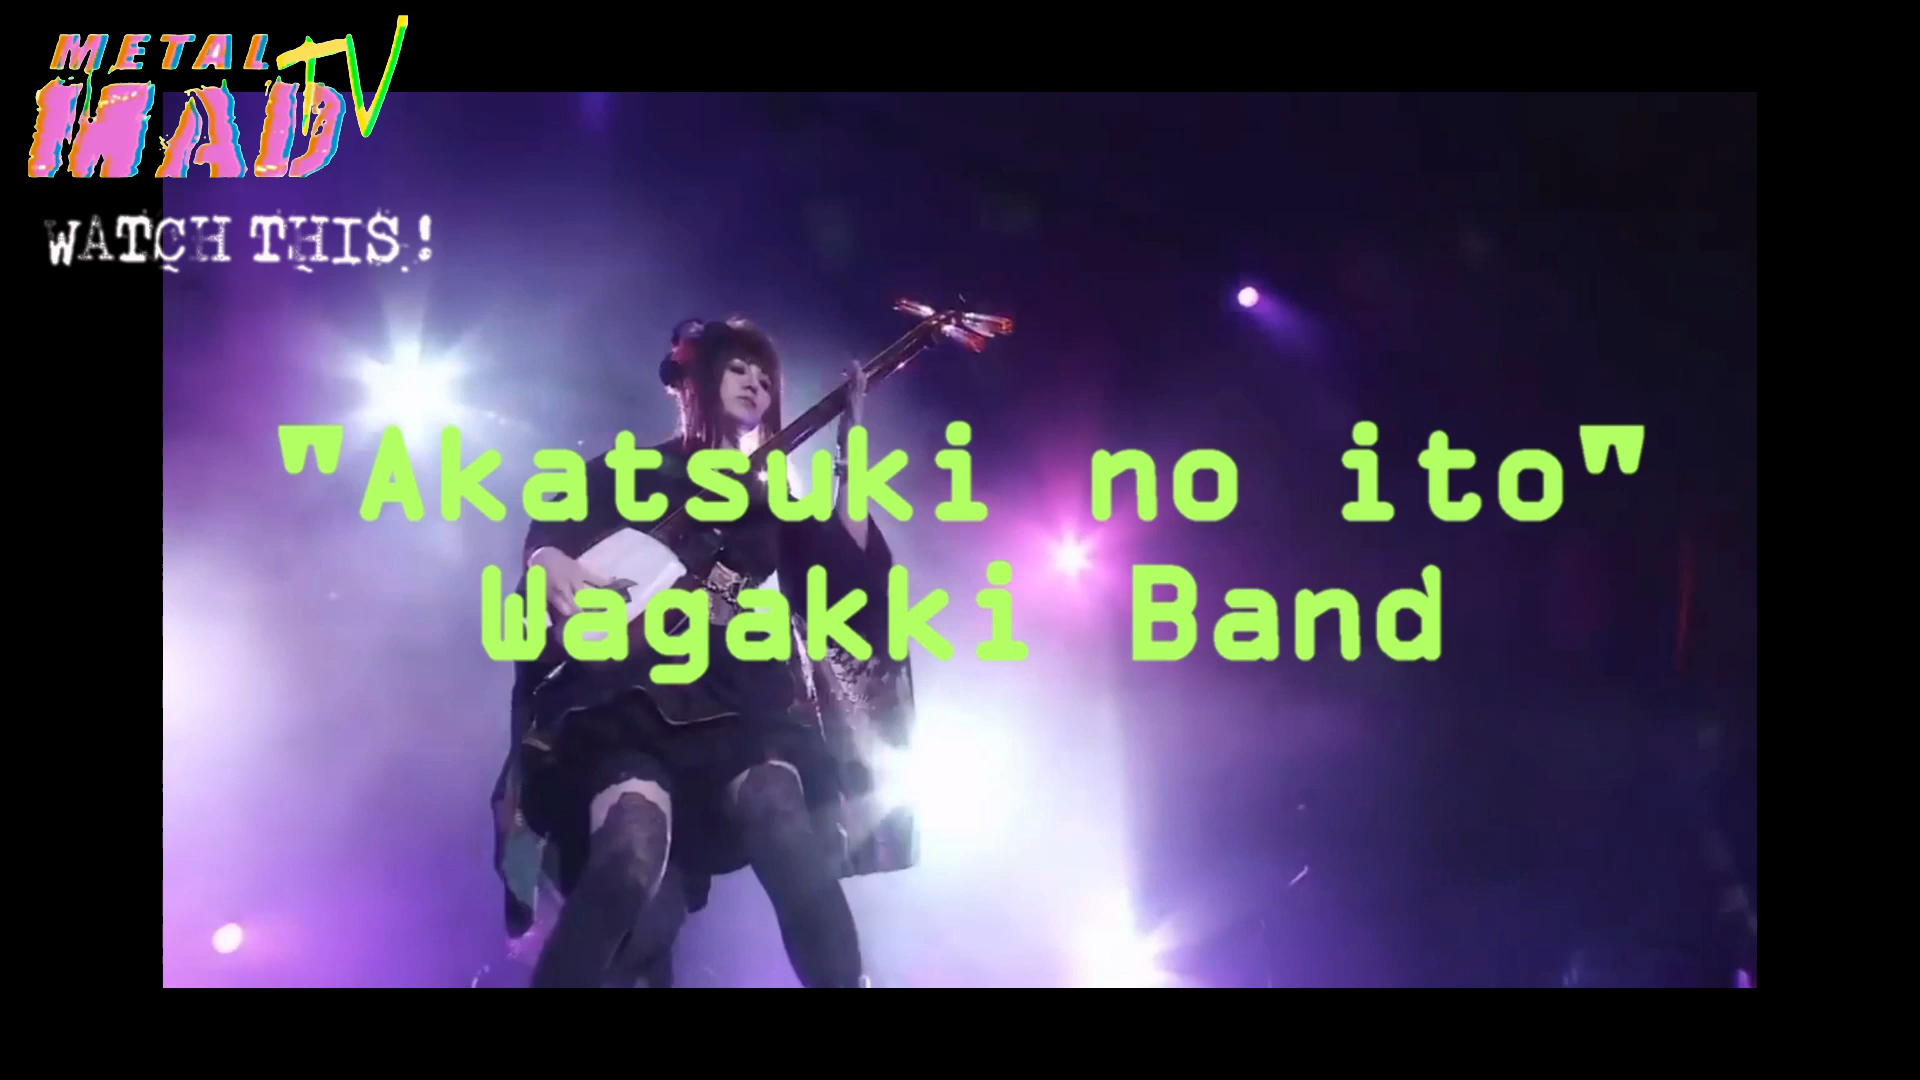 METAL TV
MAD
WATCH THIS!
"Akatsuki no ito"
Wagakki Band